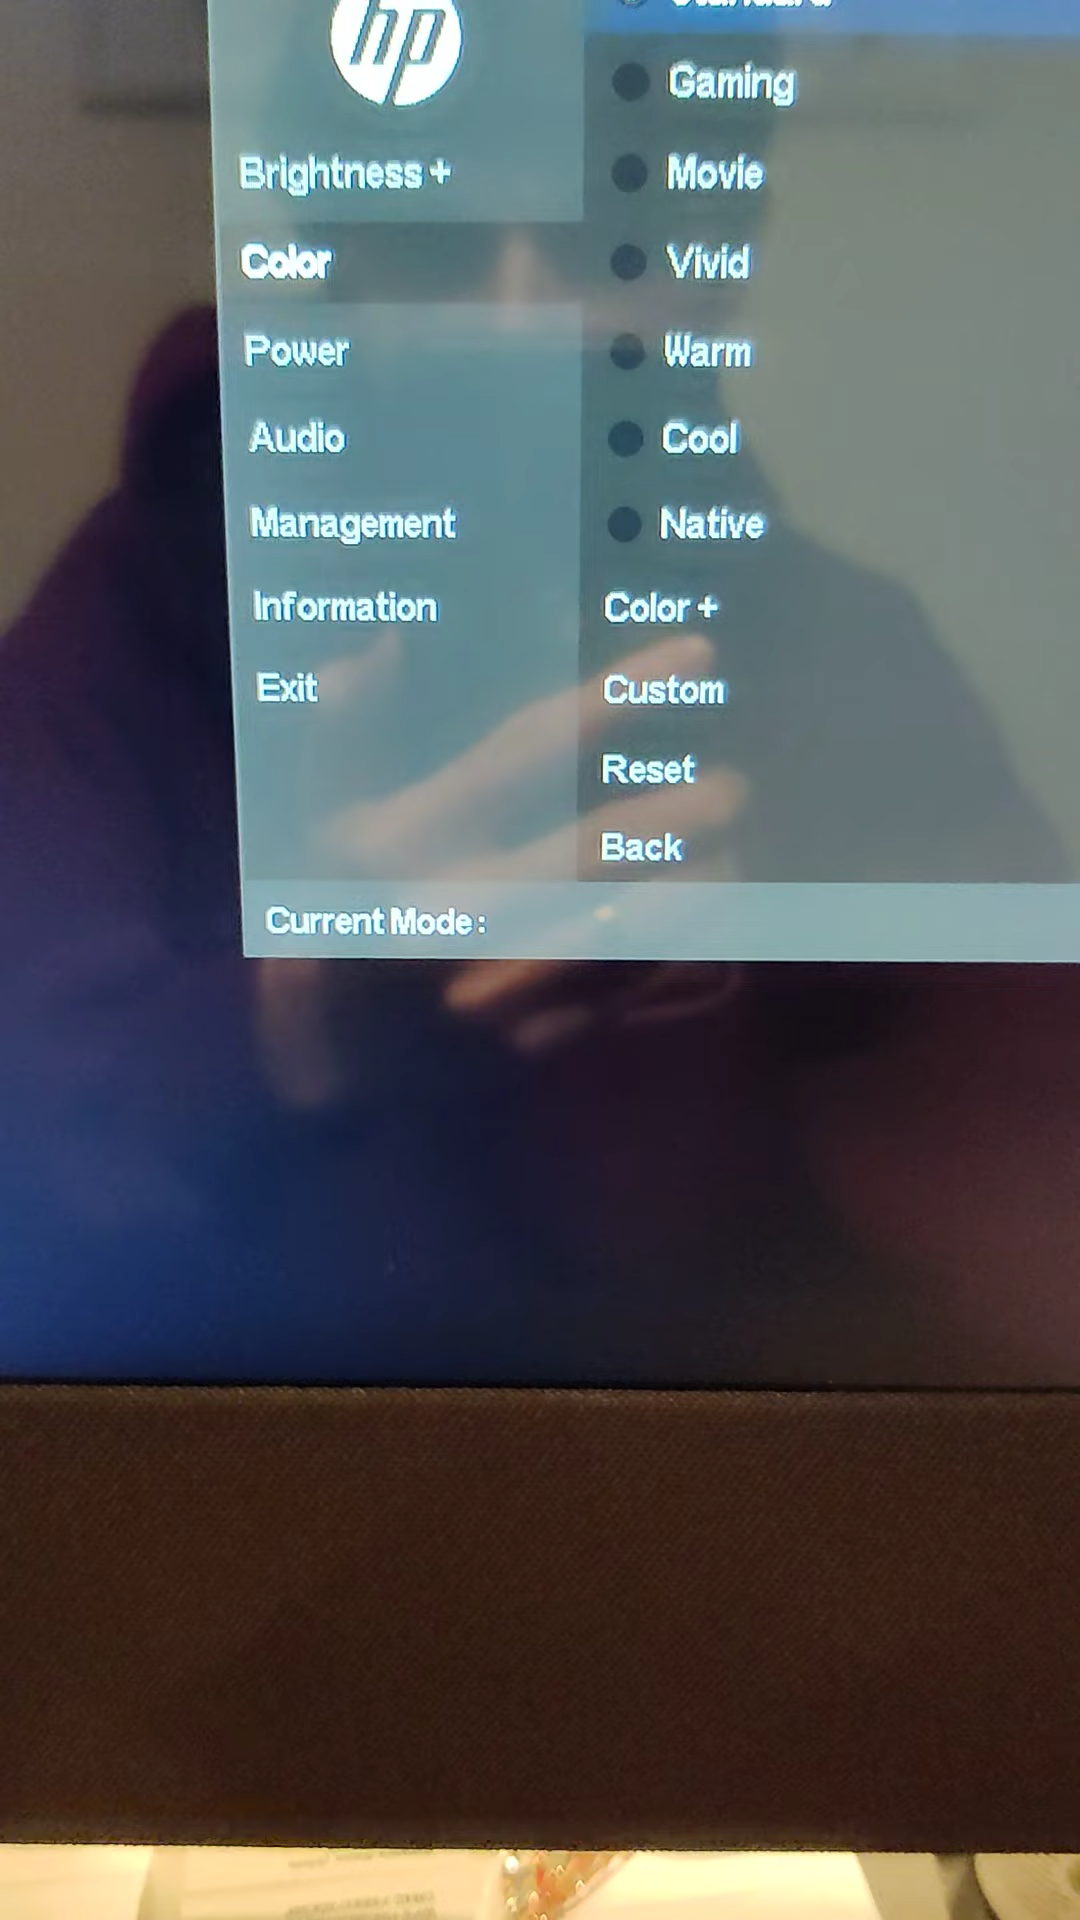 hp
Standard
Gaming
Brightness +
Movie
Color
Vivid
Power
Warm
Audio
Cool
Management
Native
Information
Color +
Exit
Custom
Reset
Back
Current Mode: